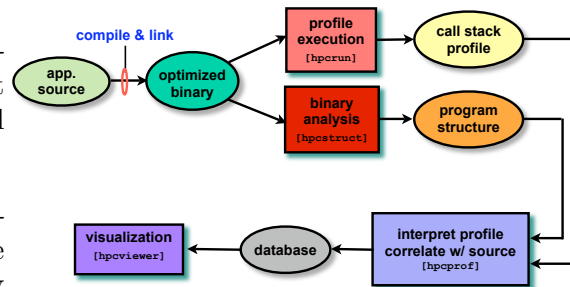 compile & link
app.
source
optimized
binary
profile
execution
[hpcrun]
call stack
profile
binary
analysis
[hpcstruct]
program
structure
visualization
[hpcviewer]
database
interpret profile
correlate w/ source
[hpcprof]